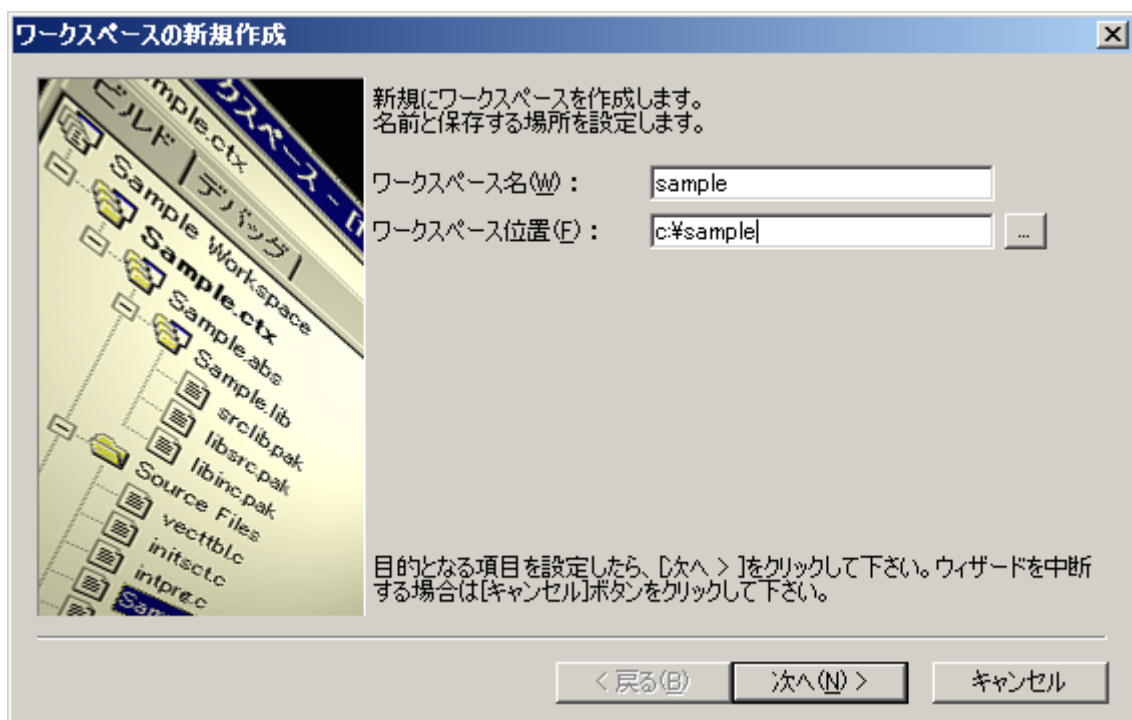 ワークスペースの新規作成
新規にワークスペースを作成します。
名前と保存する場所を設定します。
ワークスペース名(W):
sample
ワークスペース位置(F):
c:¥sample
...
ビルド
デバッグ
Sample Workspace
Sample.ctx
Sample.abs
Sample.lib
srclib.pak
libsrc.pak
libinc.pak
Source Files
vecttbl.c
initsct.c
intprg.c
目的となる項目を設定したら、[次へ > ]をクリックして下さい。ウィザードを中断
する場合は[キャンセル]ボタンをクリックして下さい。
< 戻る(B)
次へ(N) >
キャンセル